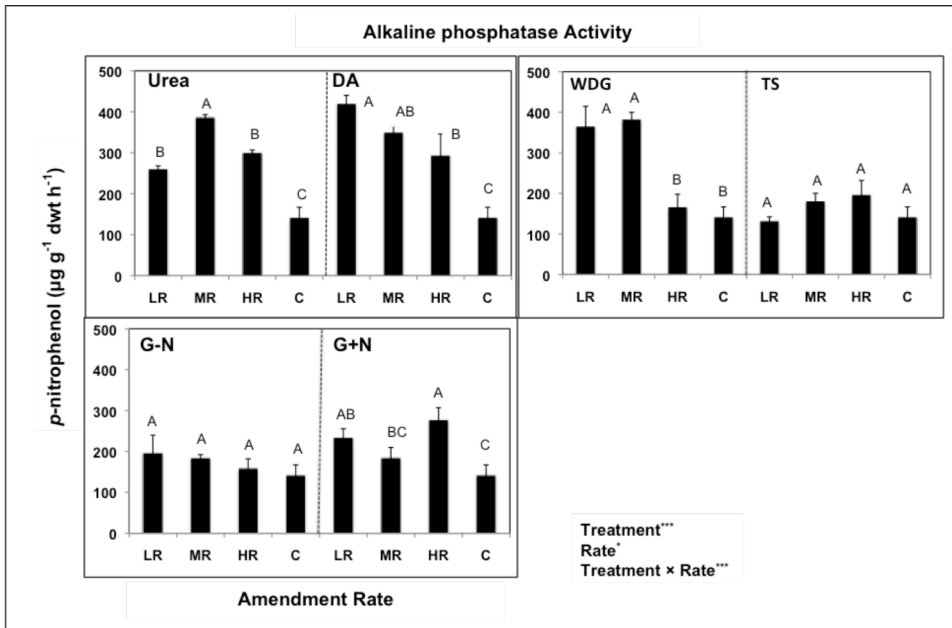 Alkaline phosphatase Activity
p-nitrophenol (µg g⁻¹ dwt h⁻¹)
500
400
300
200
100
0
Urea
B
A
B
C
LR MR HR C
DA
A
AB
B
C
LR MR HR C
500
400
300
200
100
0
WDG
A
A
B
B
LR MR HR C
TS
A
A
A
A
LR MR HR C
500
400
300
200
100
0
G-N
A
A
A
A
LR MR HR C
G+N
AB
BC
A
C
LR MR HR C
Amendment Rate
Treatment***
Rate*
Treatment × Rate***